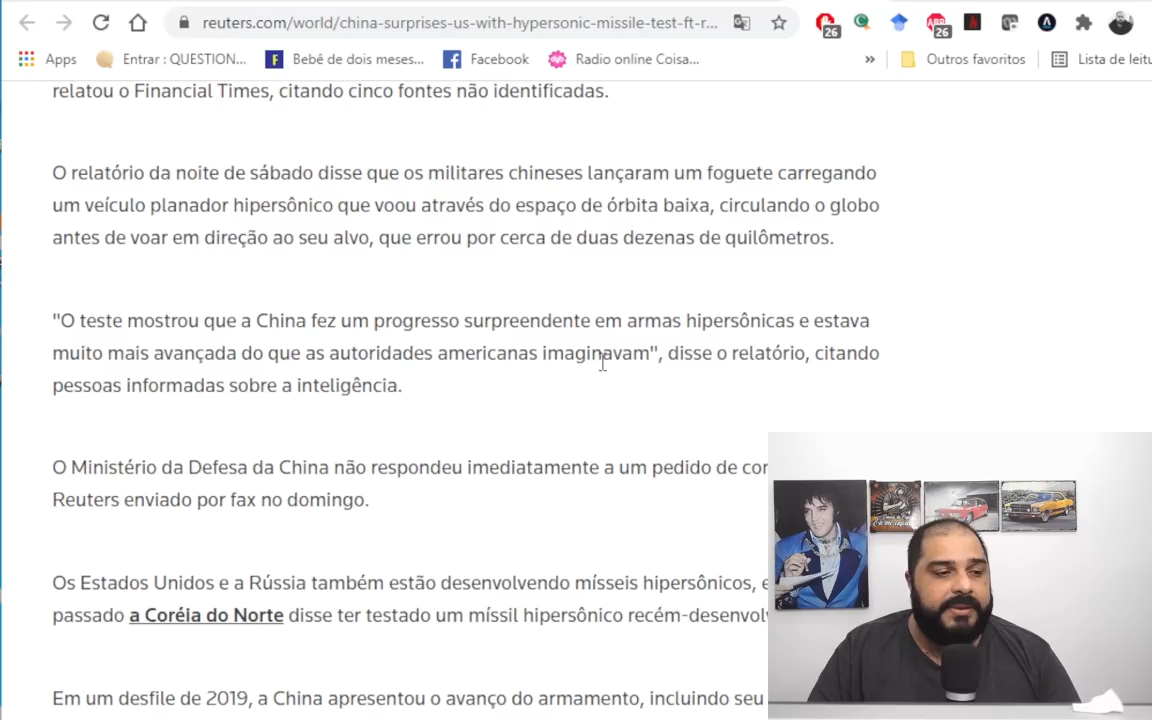 reuters.com/world/china-surprises-us-with-hypersonic-missile-test-ft-r...
26
26
Apps
Entrar : QUESTION...
Bebê de dois meses...
Facebook
Radio online Coisa...
»
Outros favoritos
Lista de leitu
relatou o Financial Times, citando cinco fontes não identificadas.
O relatório da noite de sábado disse que os militares chineses lançaram um foguete carregando
um veículo planador hipersônico que voou através do espaço de órbita baixa, circulando o globo
antes de voar em direção ao seu alvo, que errou por cerca de duas dezenas de quilômetros.
"O teste mostrou que a China fez um progresso surpreendente em armas hipersônicas e estava
muito mais avançada do que as autoridades americanas imaginavam", disse o relatório, citando
pessoas informadas sobre a inteligência.
O Ministério da Defesa da China não respondeu imediatamente a um pedido de cor
Reuters enviado por fax no domingo.
Os Estados Unidos e a Rússia também estão desenvolvendo mísseis hipersônicos, e
passado a Coréia do Norte disse ter testado um míssil hipersônico recém-desenvol
Em um desfile de 2019, a China apresentou o avanço do armamento, incluindo seu